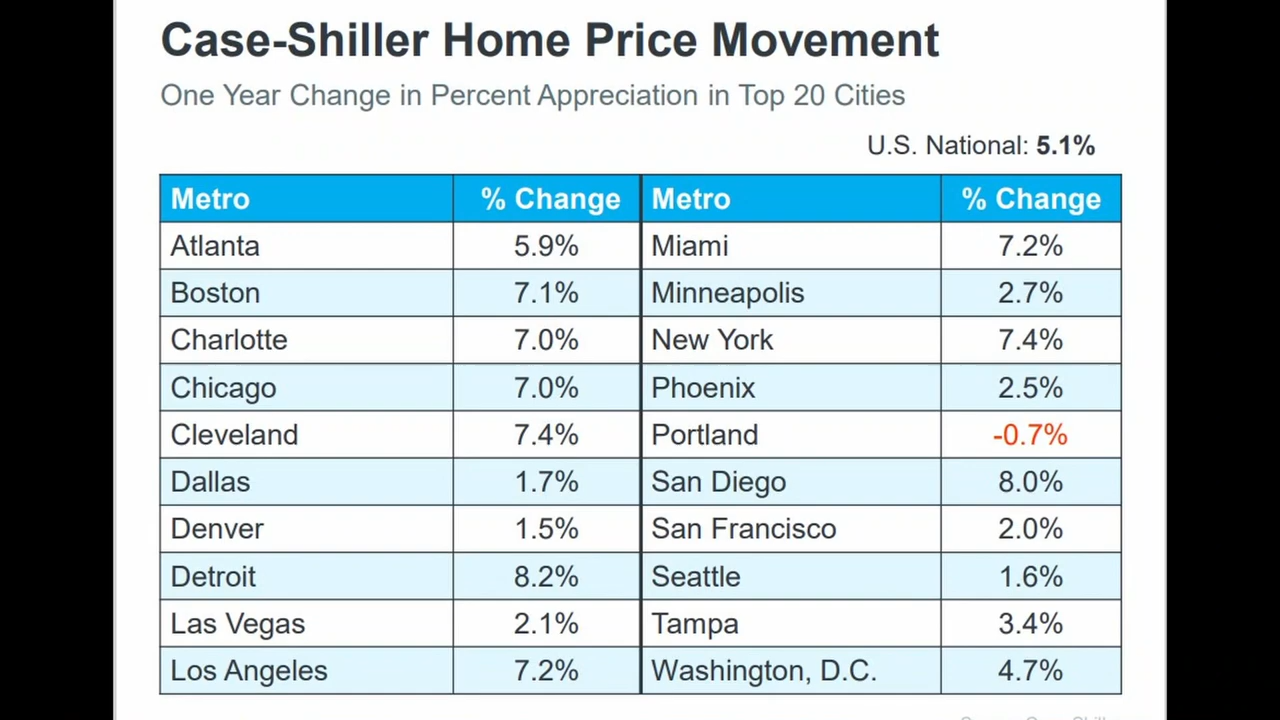 Case-Shiller Home Price Movement
One Year Change in Percent Appreciation in Top 20 Cities
U.S. National: 5.1%
Metro % Change Metro % Change
Atlanta 5.9% Miami 7.2%
Boston 7.1% Minneapolis 2.7%
Charlotte 7.0% New York 7.4%
Chicago 7.0% Phoenix 2.5%
Cleveland 7.4% Portland -0.7%
Dallas 1.7% San Diego 8.0%
Denver 1.5% San Francisco 2.0%
Detroit 8.2% Seattle 1.6%
Las Vegas 2.1% Tampa 3.4%
Los Angeles 7.2% Washington, D.C. 4.7%